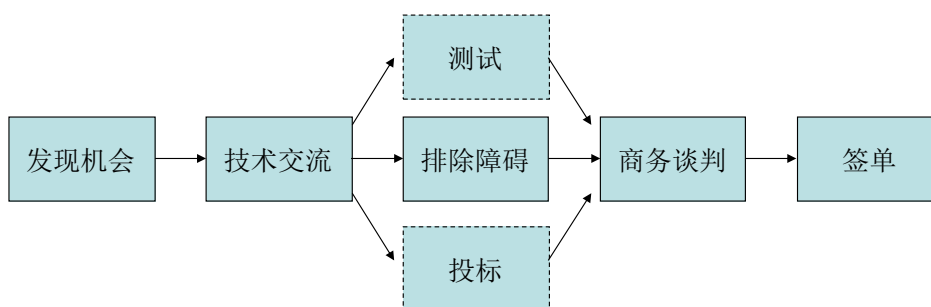 测试
发现机会
技术交流
排除障碍
商务谈判
签单
投标